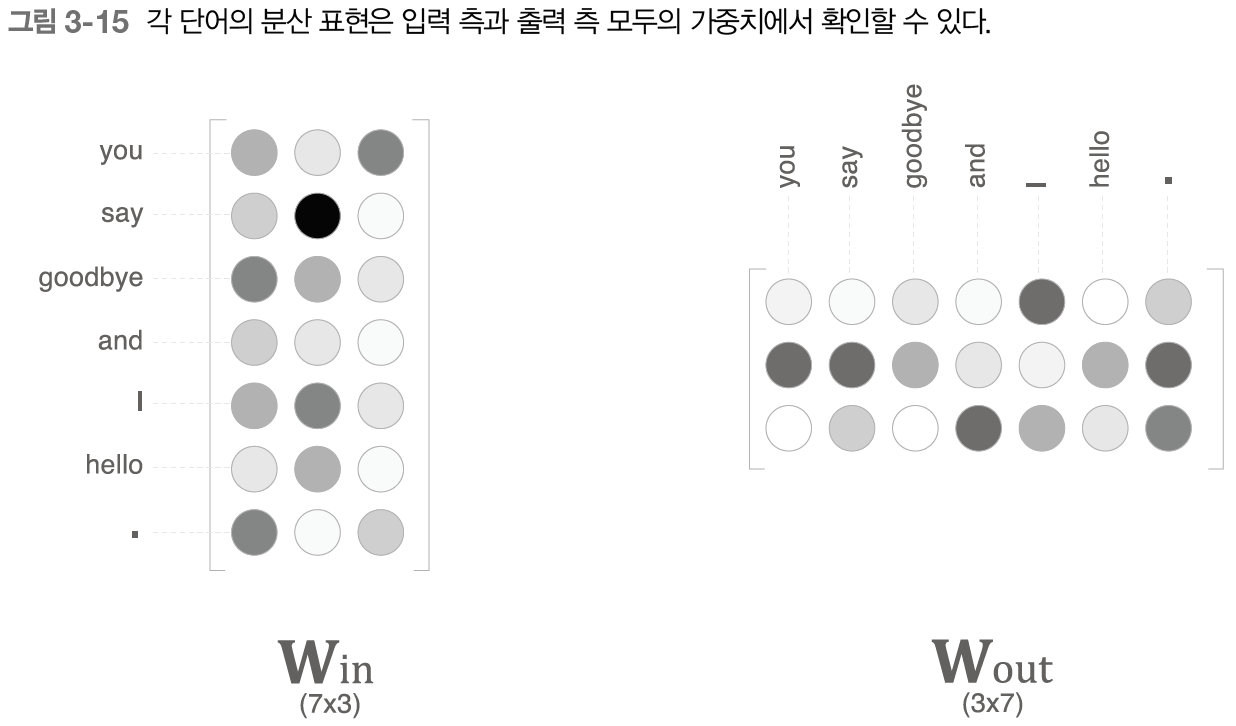 그림 3-15 각 단어의 분산 표현은 입력 측과 출력 측 모두의 가중치에서 확인할 수 있다.
you
say
goodbye
and
I
hello
.
Win
(7x3)
you say goodbye and I hello .
Wout
(3x7)